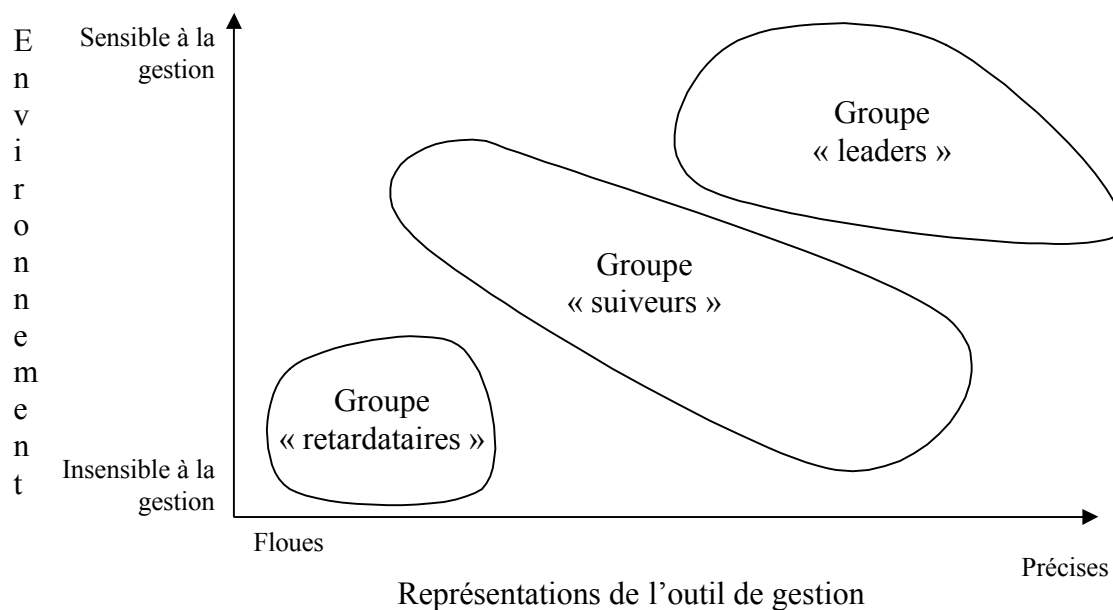 Environnement
Sensible à la
gestion
Groupe
« leaders »
Groupe
« suiveurs »
Groupe
« retardataires »
Insensible à la
gestion
Floues
Précises
Représentations de l’outil de gestion